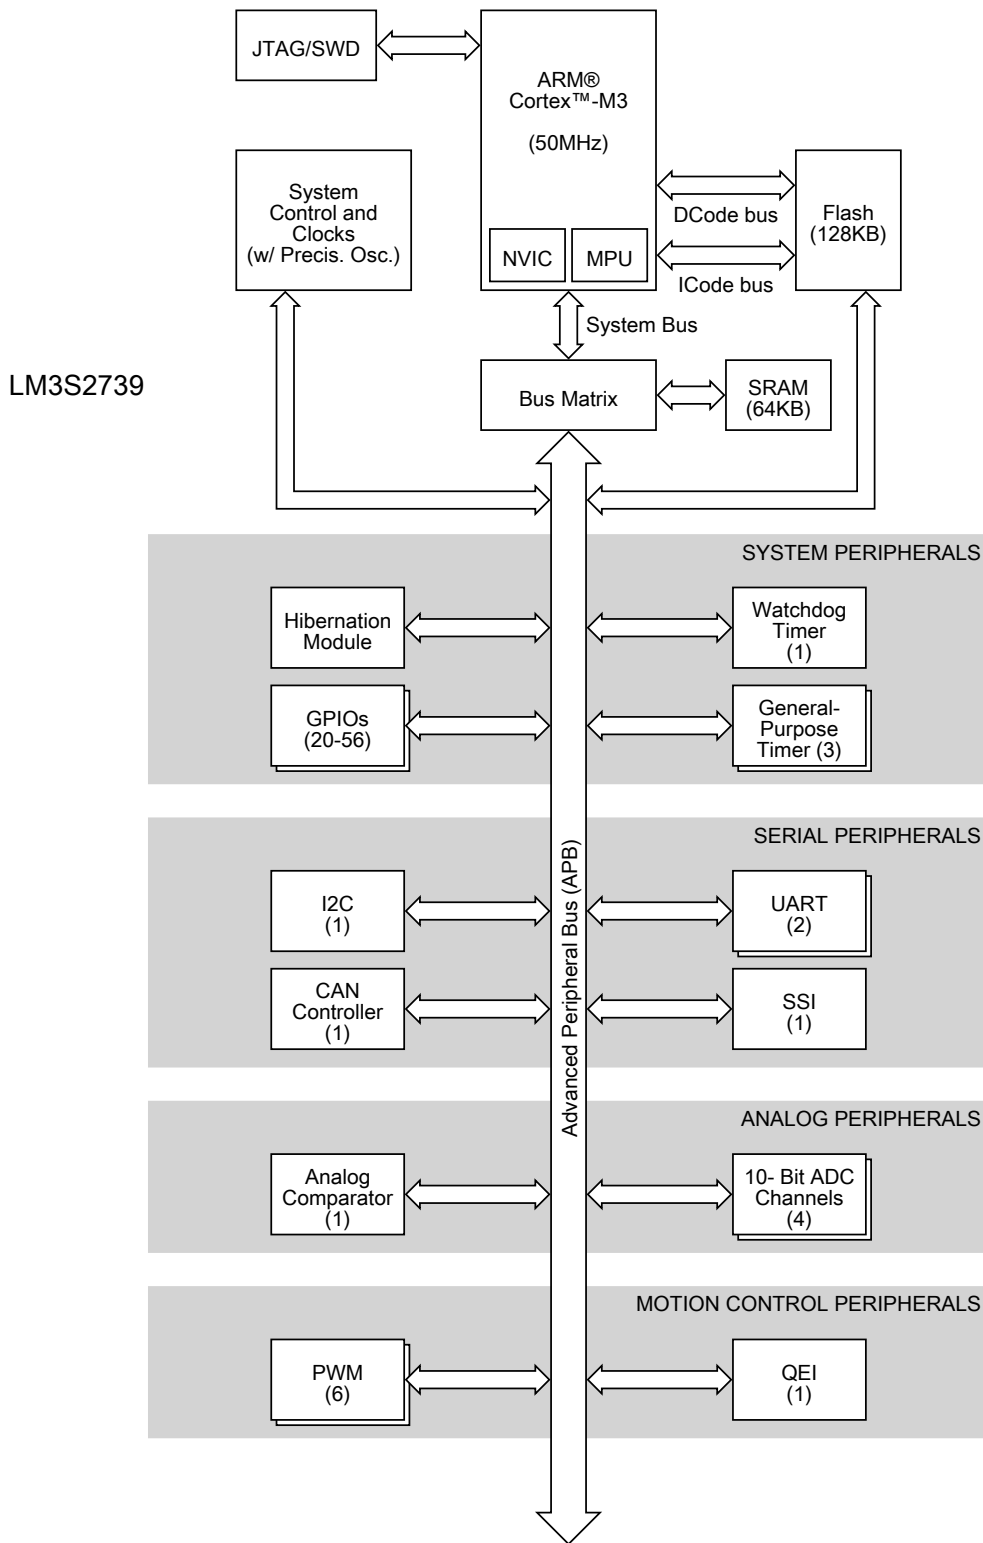 JTAG/SWD
ARM®
Cortex™-M3
(50MHz)
System
Control and
Clocks
(w/ Precis. Osc.)
DCode bus
Flash
(128KB)
NVIC
MPU
ICode bus
System Bus
LM3S2739
Bus Matrix
SRAM
(64KB)
SYSTEM PERIPHERALS
Hibernation
Module
Watchdog
Timer
(1)
GPIOs
(20-56)
General-
Purpose
Timer (3)
Advanced Peripheral Bus (APB)
SERIAL PERIPHERALS
I2C
(1)
UART
(2)
CAN
Controller
(1)
SSI
(1)
ANALOG PERIPHERALS
Analog
Comparator
(1)
10- Bit ADC
Channels
(4)
MOTION CONTROL PERIPHERALS
PWM
(6)
QEI
(1)